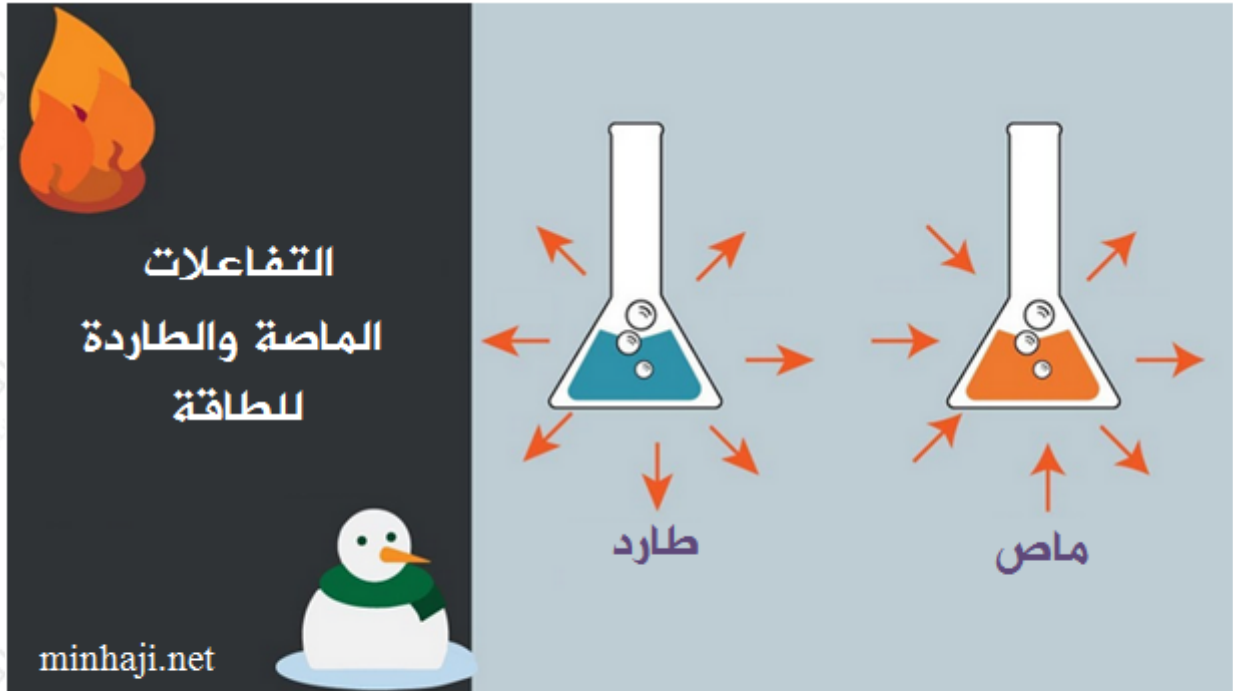 التفاعلات
الماصة والطاردة
للطاقة
طارد
ماص
minhaji.net